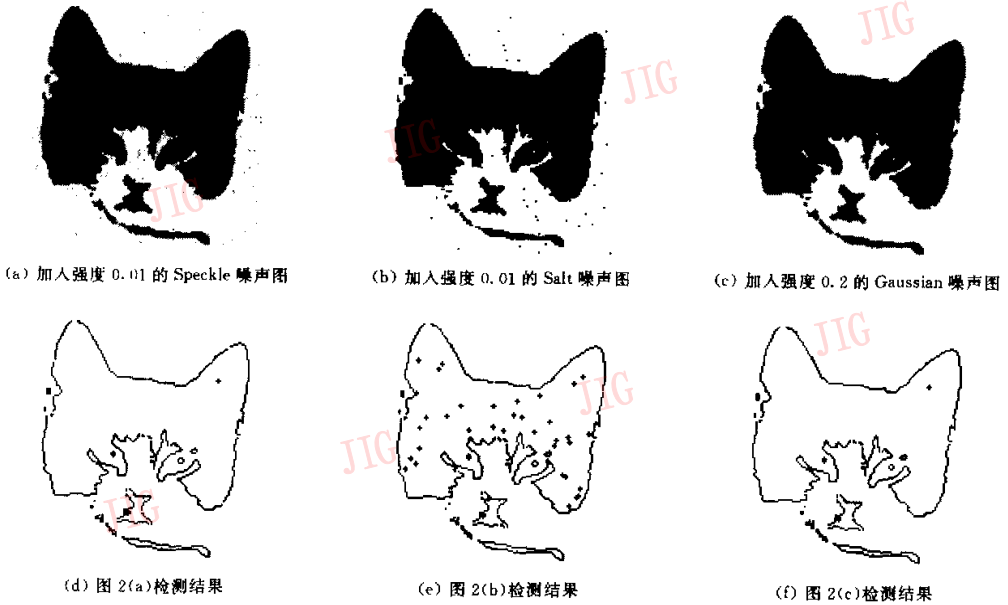 JIG
JIG
JIG
JIG
(a) 加入强度 0.01 的 Speckle 噪声图
(b) 加入强度 0.01 的 Salt 噪声图
(c) 加入强度 0.2 的 Gaussian 噪声图
JIG
JIG
JIG
JIG
(d) 图 2(a)检测结果
(e) 图 2(b)检测结果
(f) 图 2(c)检测结果